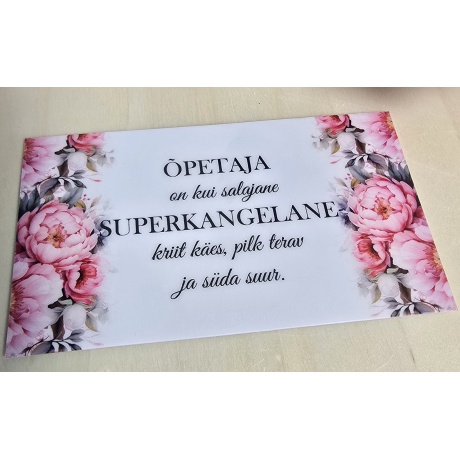 ÕPETAJA
on kui salajane
SUPERKANGELANE-
kriit käes, pilk terav
ja süda suur.